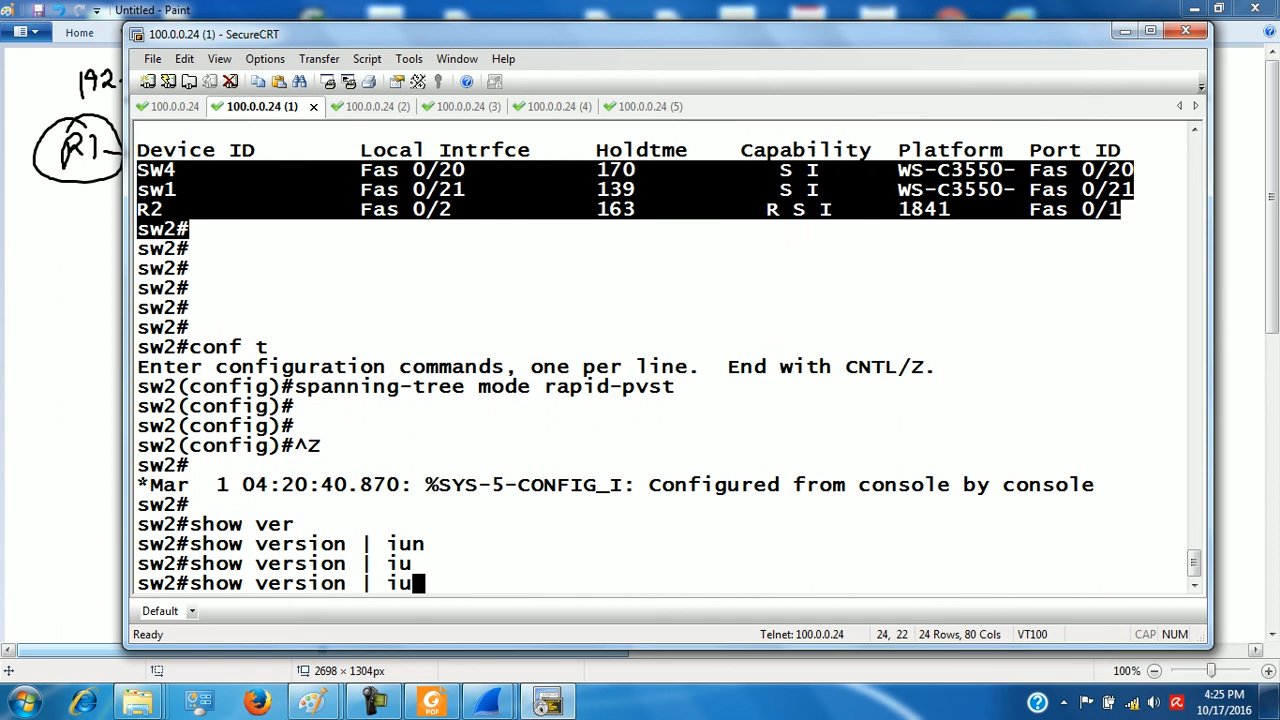 Untitled - Paint
Home
192.
R1
100.0.0.24 (1) - SecureCRT
File Edit View Options Transfer Script Tools Window Help
100.0.0.24 100.0.0.24 (1) 100.0.0.24 (2) 100.0.0.24 (3) 100.0.0.24 (4) 100.0.0.24 (5)
Device ID Local Intrfce Holdtme Capability Platform Port ID
SW4 Fas 0/20 170 S I WS-C3550- Fas 0/20
sw1 Fas 0/21 139 S I WS-C3550- Fas 0/21
R2 Fas 0/2 163 R S I 1841 Fas 0/1
sw2#
sw2#
sw2#
sw2#
sw2#
sw2#
sw2#conf t
Enter configuration commands, one per line. End with CNTL/Z.
sw2(config)#spanning-tree mode rapid-pvst
sw2(config)#
sw2(config)#
sw2(config)#^Z
sw2#
*Mar 1 04:20:40.870: %SYS-5-CONFIG_I: Configured from console by console
sw2#
sw2#show ver
sw2#show version | iun
sw2#show version | iu
sw2#show version | iu
Default
Ready Telnet: 100.0.0.24 24, 22 24 Rows, 80 Cols VT100 CAP NUM
2698 × 1304px 100%
PDF
4:25 PM
10/17/2016